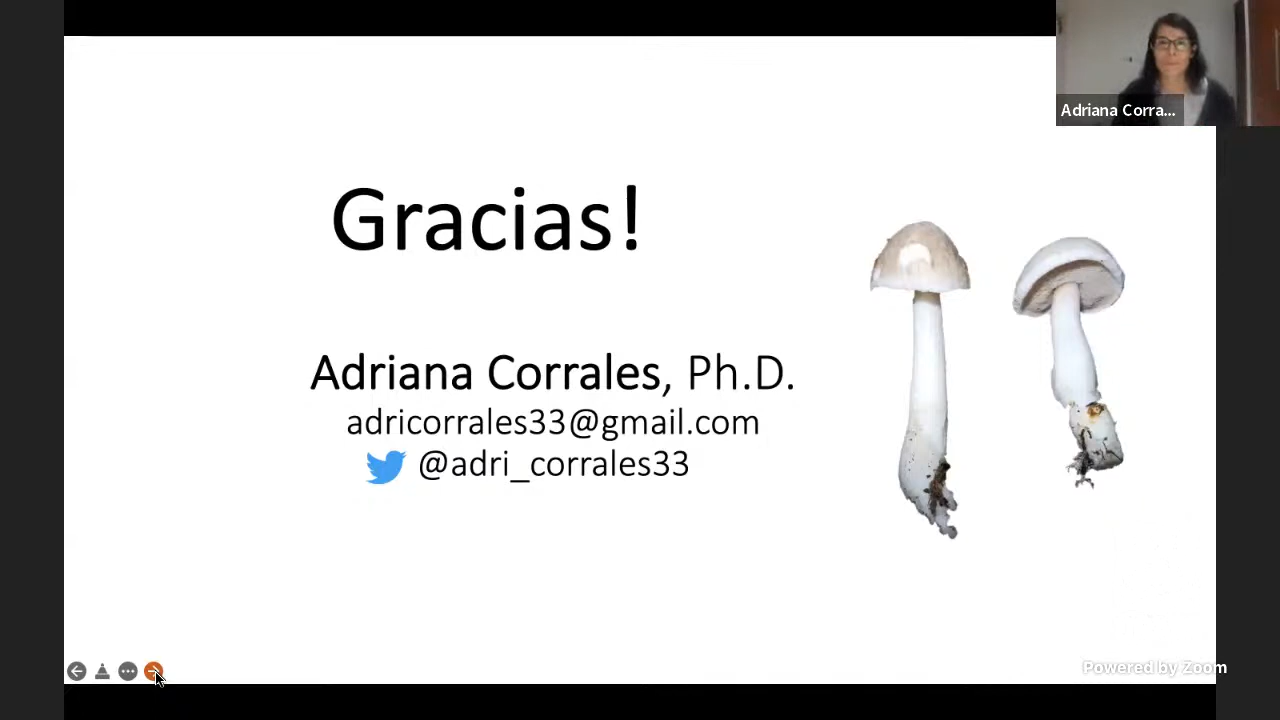 Adriana Corra...
Gracias!
Adriana Corrales, Ph.D.
adricorrales33@gmail.com
@adri_corrales33
Powered by Zoom